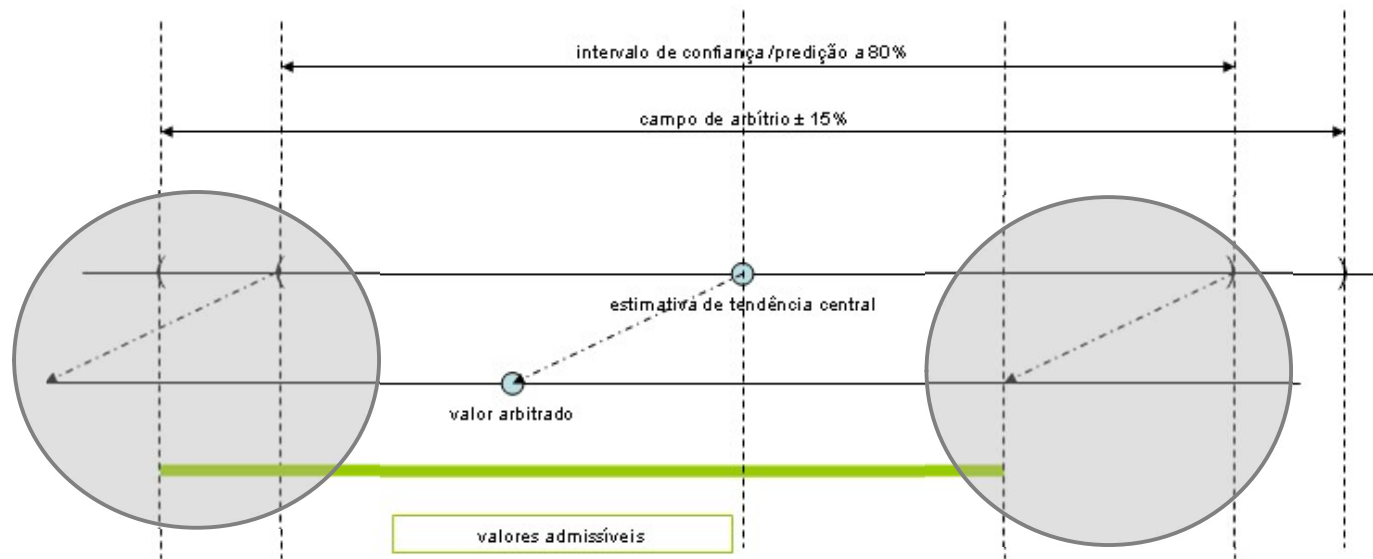 intervalo de confiança/predição a 80%
campo de arbítrio ± 15%
estimativa de tendência central
valor arbitrado
valores admissíveis